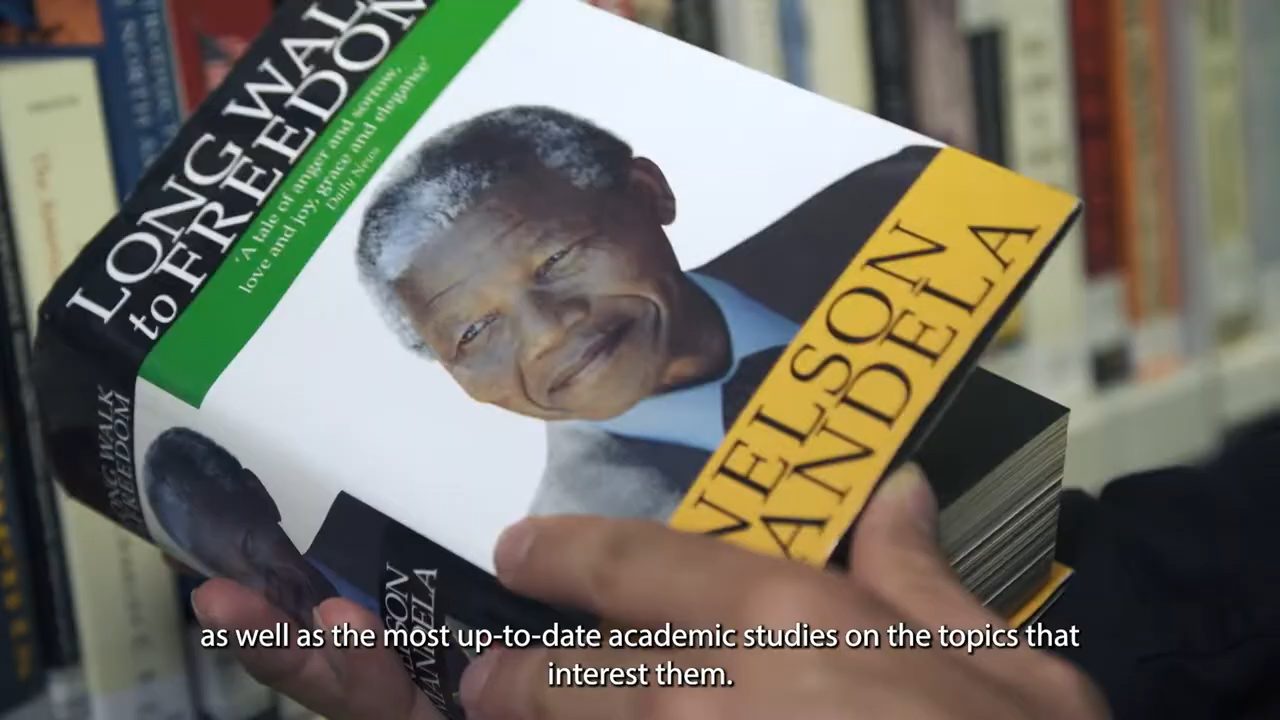 LONG WALK
to FREEDOM
'A tale of anger and sorrow,
love and joy, grace and elegance'
Daily News
NELSON
MANDELA
LONG WALK
FREEDOM
NELSON
MANDELA
as well as the most up-to-date academic studies on the topics that
interest them.